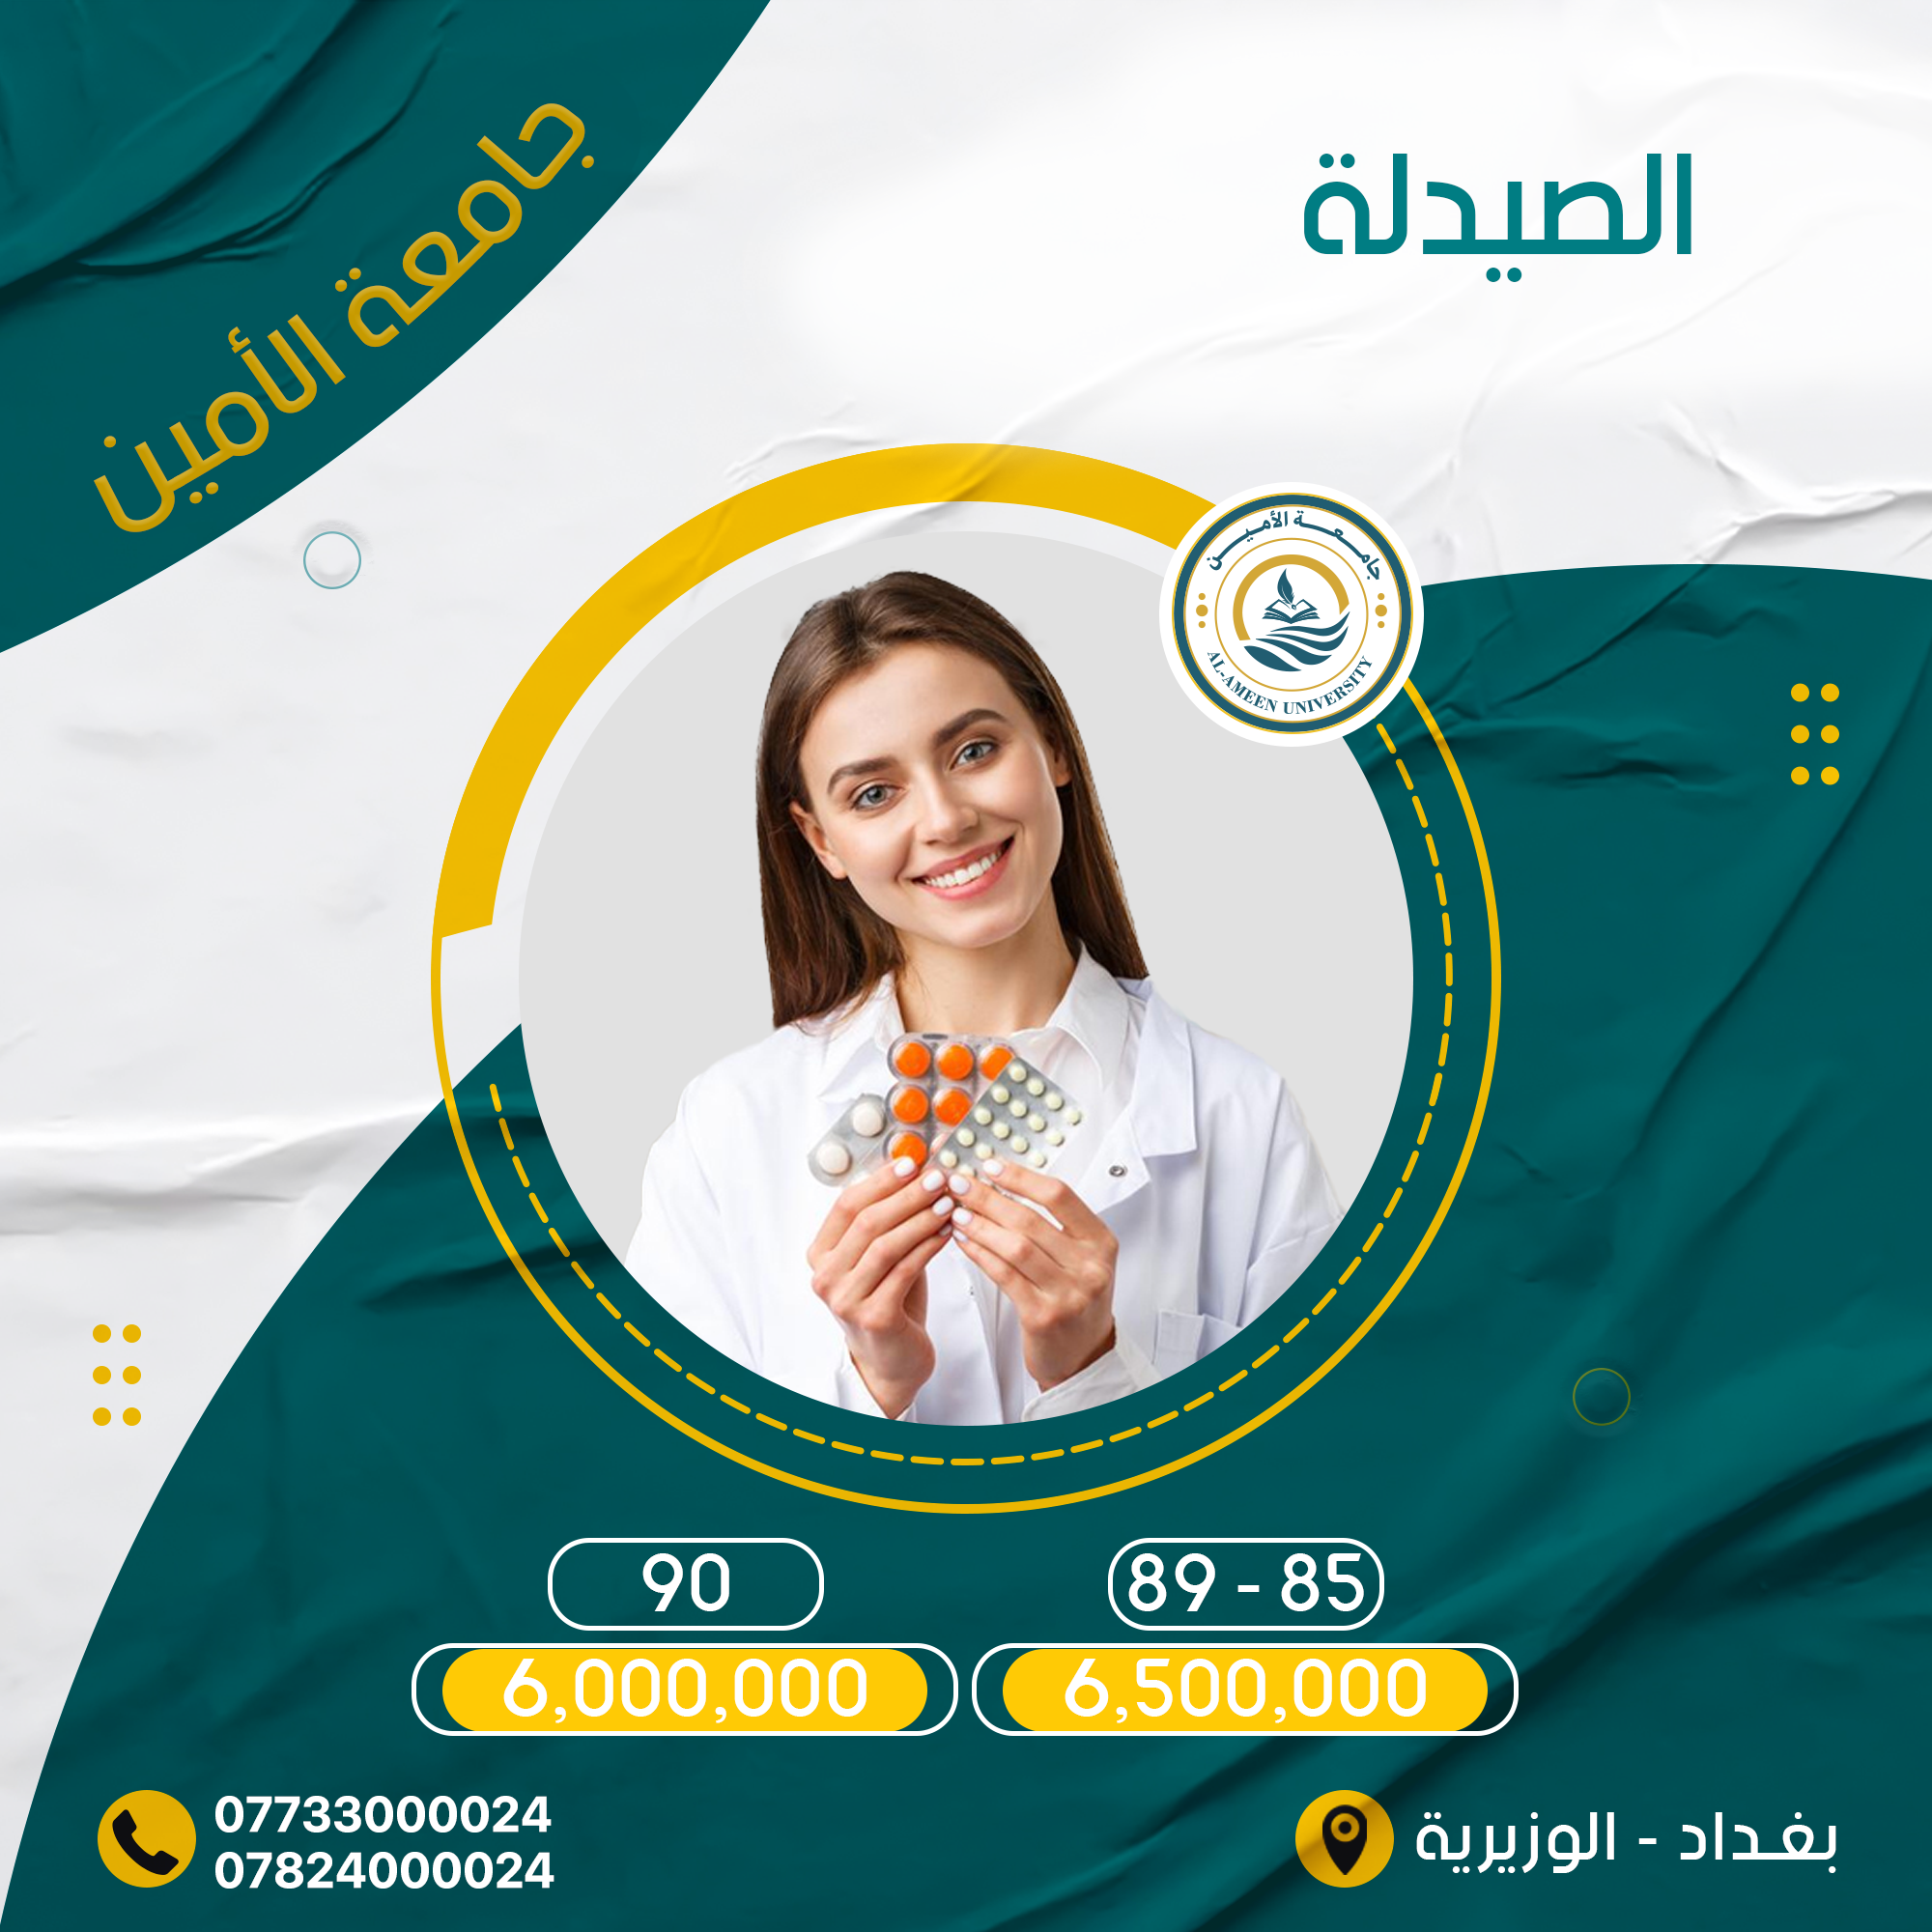 الصيدلة
جامعة الأمين
جامعة الأمين
AL-AMEEN UNIVERSITY
85 - 89
90
6,500,000
6,000,000
بغداد - الوزيرية
07733000024
07824000024